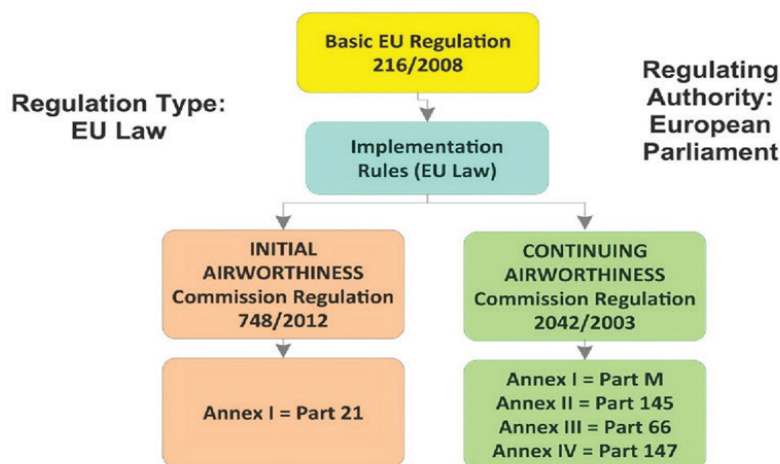 Basic EU Regulation
216/2008
Regulation Type:
EU Law
Regulating
Authority:
European
Parliament
Implementation
Rules (EU Law)
INITIAL
AIRWORTHINESS
Commission Regulation
748/2012
CONTINUING
AIRWORTHINESS
Commission Regulation
2042/2003
Annex I = Part 21
Annex I = Part M
Annex II = Part 145
Annex III = Part 66
Annex IV = Part 147